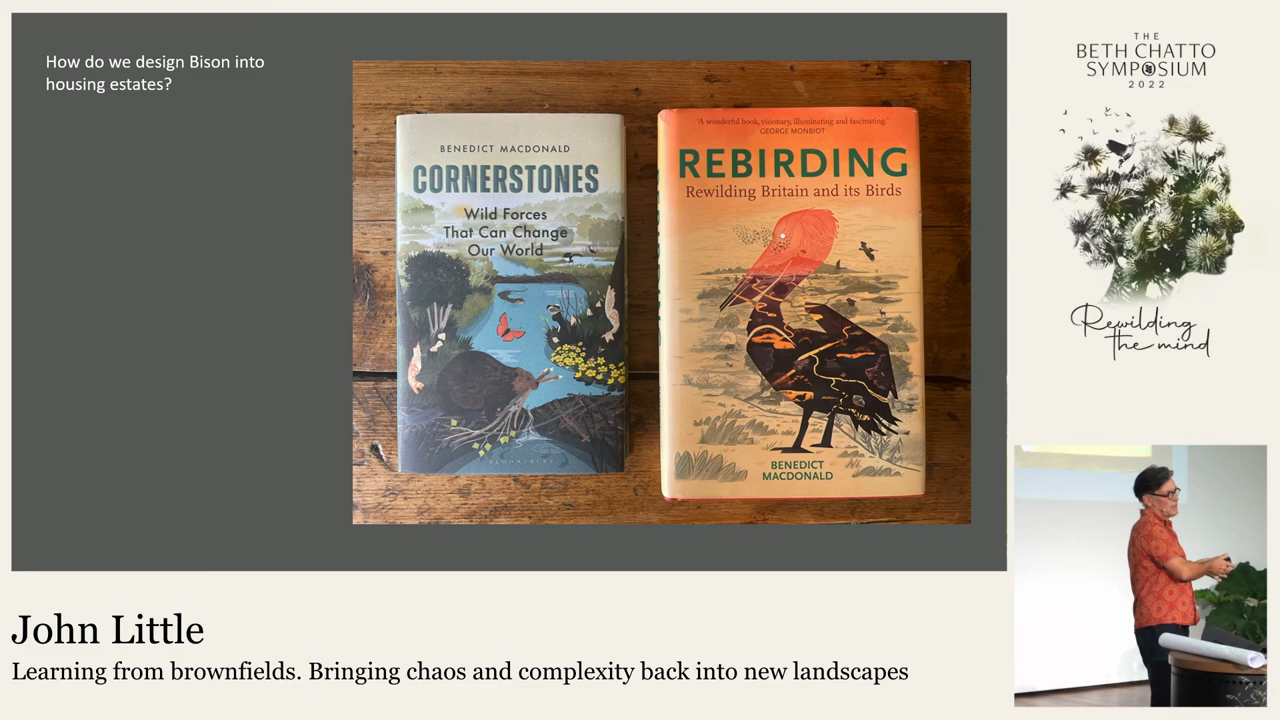 How do we design Bison into
housing estates?
BENEDICT MACDONALD
CORNERSTONES
Wild Forces
That Can Change
Our World
BLOOMSBURY
'A wonderful book, visionary, illuminating and fascinating.'
GEORGE MONBIOT
REBIRDING
Rewilding Britain and its Birds
BENEDICT
MACDONALD
THE
BETH CHATTO
SYMPOSIUM
2022
Rewilding
the mind
John Little
Learning from brownfields. Bringing chaos and complexity back into new landscapes